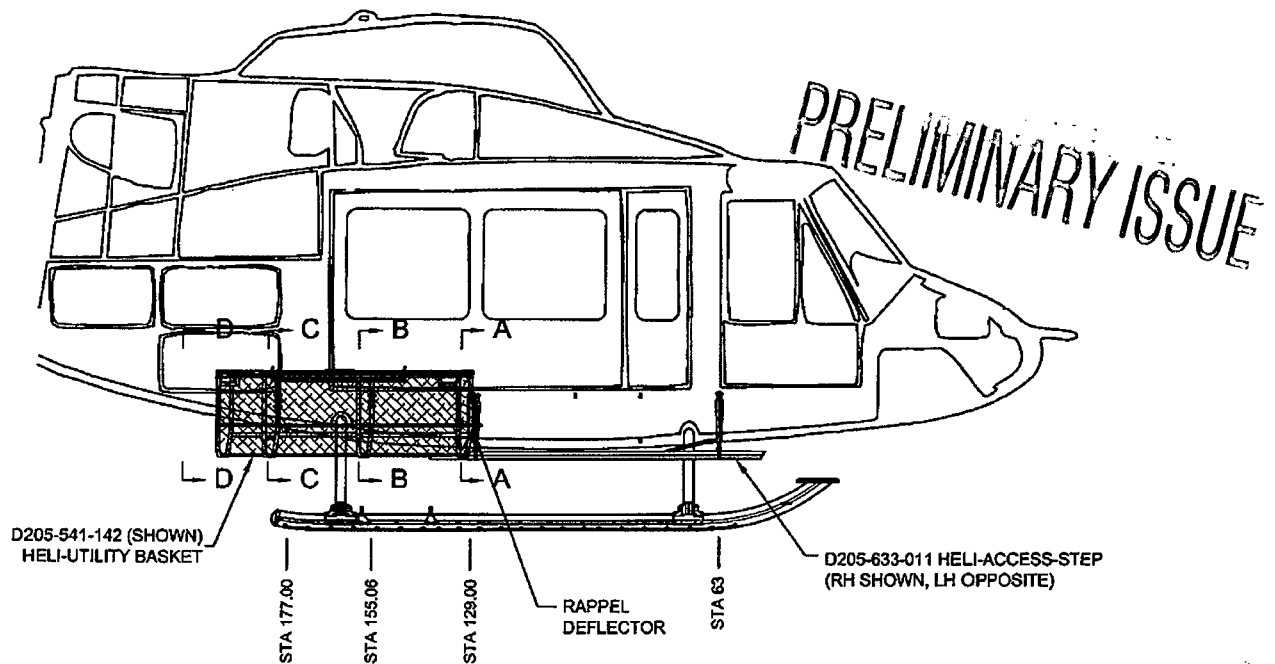 PRELIMINARY ISSUE
D C B A
D C B A
D205-541-142 (SHOWN)
HELI-UTILITY BASKET
D205-633-011 HELI-ACCESS-STEP
(RH SHOWN, LH OPPOSITE)
STA 177.00
STA 155.06
STA 129.00
STA 63
RAPPEL
DEFLECTOR